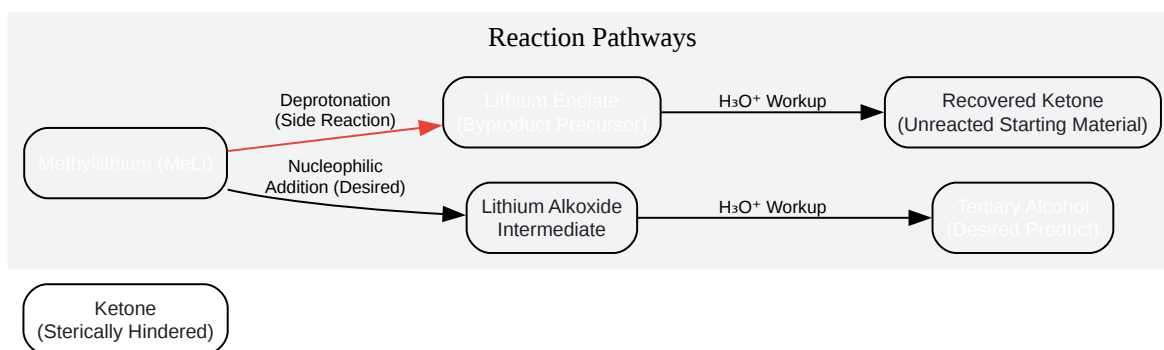 Reaction Pathways
Deprotonation
(Side Reaction)
Lithium Enolate
(Byproduct Precursor)
H₃O⁺ Workup
Recovered Ketone
(Unreacted Starting Material)
Methyllithium (MeLi)
Nucleophilic
Addition (Desired)
Lithium Alkoxide
Intermediate
H₃O⁺ Workup
Tertiary Alcohol
(Desired Product)
Ketone
(Sterically Hindered)